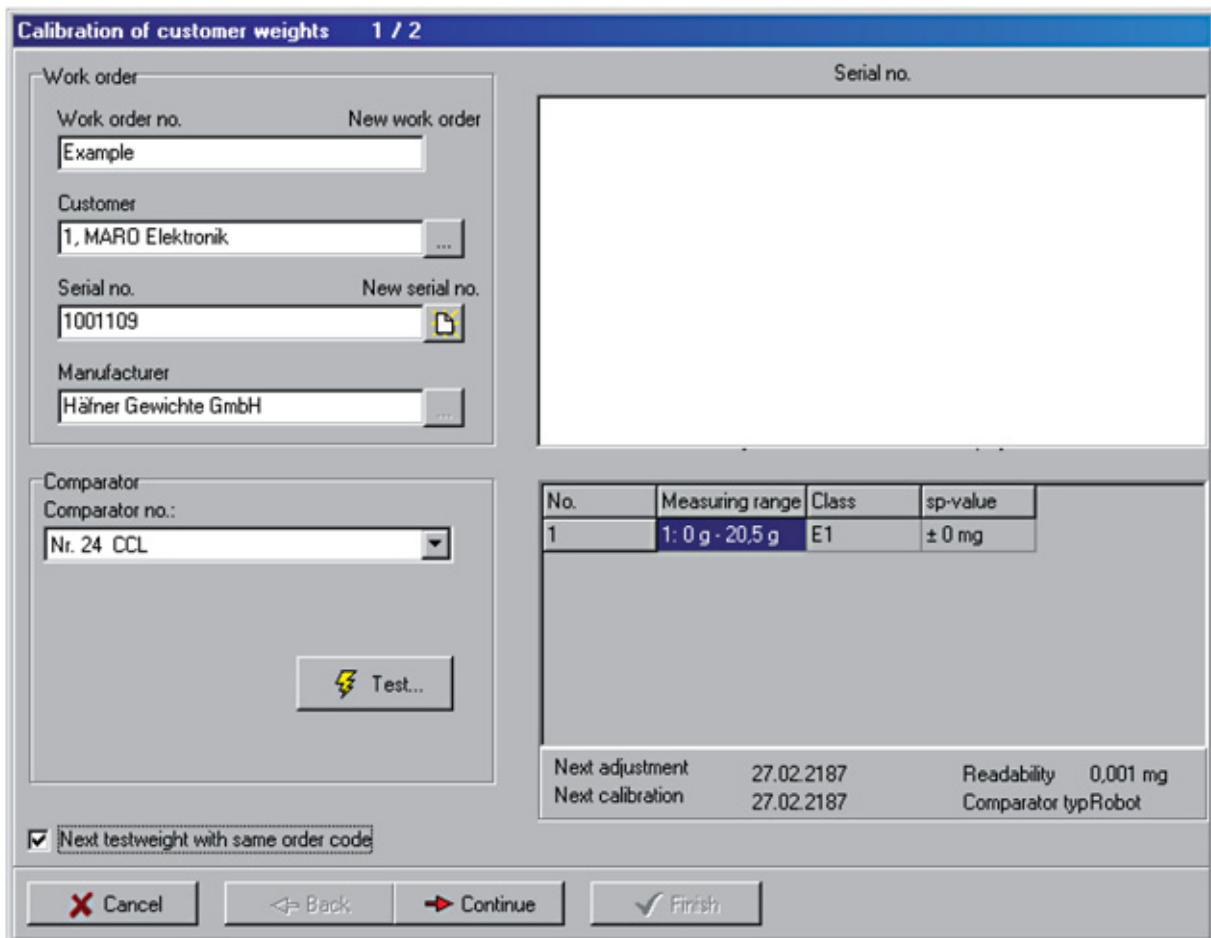 Calibration of customer weights 1 / 2
Work order
Work order no. New work order
Example
Customer
1, MARO Elektronik
...
Serial no. New serial no.
1001109
Manufacturer
Häfner Gewichte GmbH
...
Serial no.
Comparator
Comparator no.:
Nr. 24 CCL
Test...
No. Measuring range Class sp-value
1 1: 0 g - 20,5 g E1 ± 0 mg
Next adjustment 27.02.2187 Readability 0,001 mg
Next calibration 27.02.2187 Comparator typRobot
Next testweight with same order code
Cancel Back Continue Finish